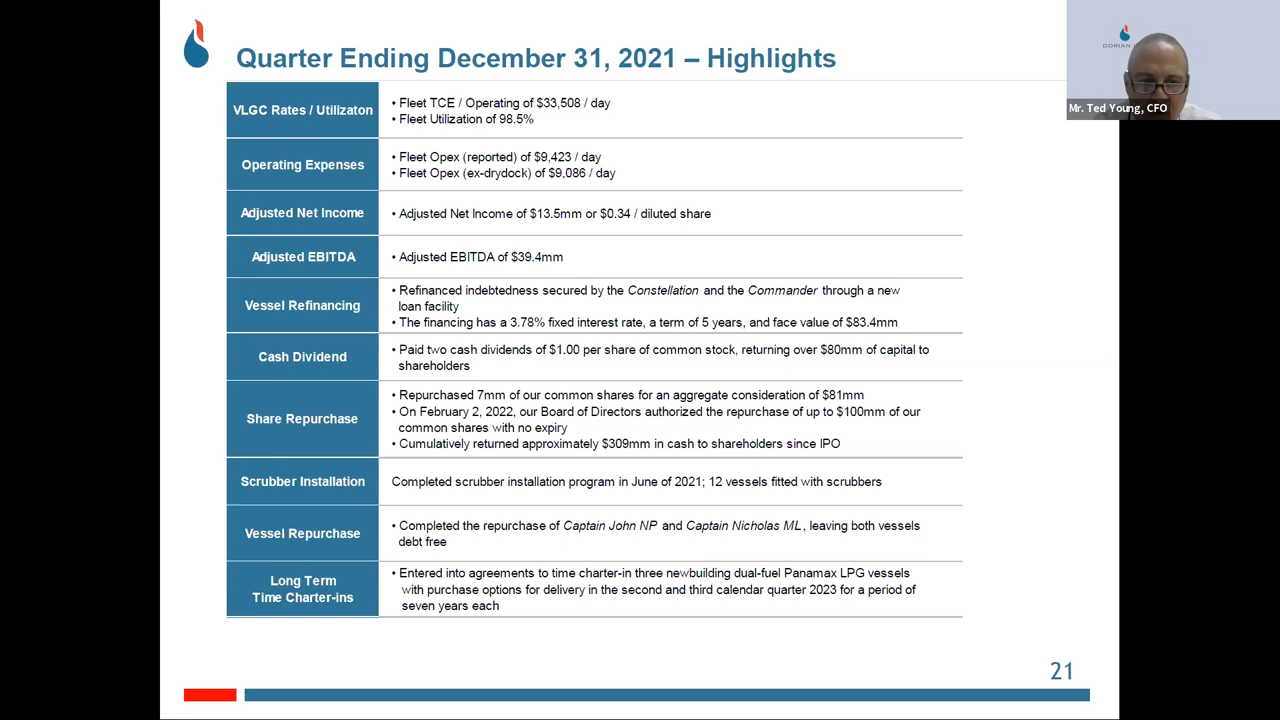 Quarter Ending December 31, 2021 – Highlights
DORIAN
Mr. Ted Young, CFO
VLGC Rates / Utilizaton
• Fleet TCE / Operating of $33,508 / day
• Fleet Utilization of 98.5%
Operating Expenses
• Fleet Opex (reported) of $9,423 / day
• Fleet Opex (ex-drydock) of $9,086 / day
Adjusted Net Income
• Adjusted Net Income of $13.5mm or $0.34 / diluted share
Adjusted EBITDA
• Adjusted EBITDA of $39.4mm
Vessel Refinancing
• Refinanced indebtedness secured by the Constellation and the Commander through a new
loan facility
• The financing has a 3.78% fixed interest rate, a term of 5 years, and face value of $83.4mm
Cash Dividend
• Paid two cash dividends of $1.00 per share of common stock, returning over $80mm of capital to
shareholders
Share Repurchase
• Repurchased 7mm of our common shares for an aggregate consideration of $81mm
• On February 2, 2022, our Board of Directors authorized the repurchase of up to $100mm of our
common shares with no expiry
• Cumulatively returned approximately $309mm in cash to shareholders since IPO
Scrubber Installation
Completed scrubber installation program in June of 2021; 12 vessels fitted with scrubbers
Vessel Repurchase
• Completed the repurchase of Captain John NP and Captain Nicholas ML, leaving both vessels
debt free
Long Term
Time Charter-ins
• Entered into agreements to time charter-in three newbuilding dual-fuel Panamax LPG vessels
with purchase options for delivery in the second and third calendar quarter 2023 for a period of
seven years each
21